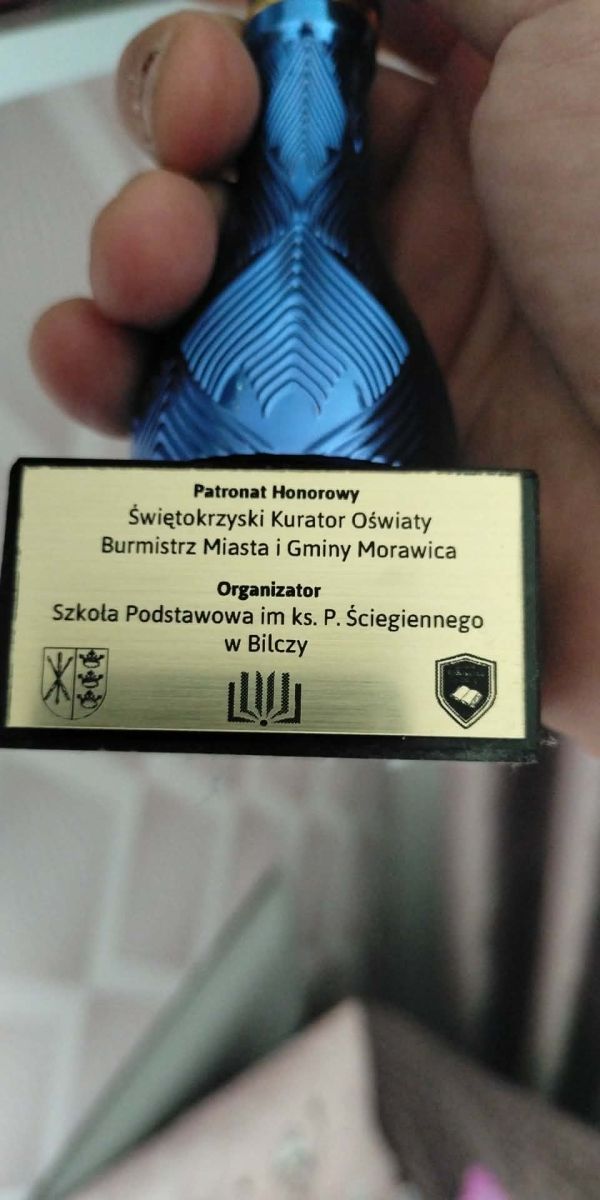 Patronat Honorowy
Świętokrzyski Kurator Oświaty
Burmistrz Miasta i Gminy Morawica
Organizator
Szkoła Podstawowa im ks. P. Ściegiennego
w Bilczy